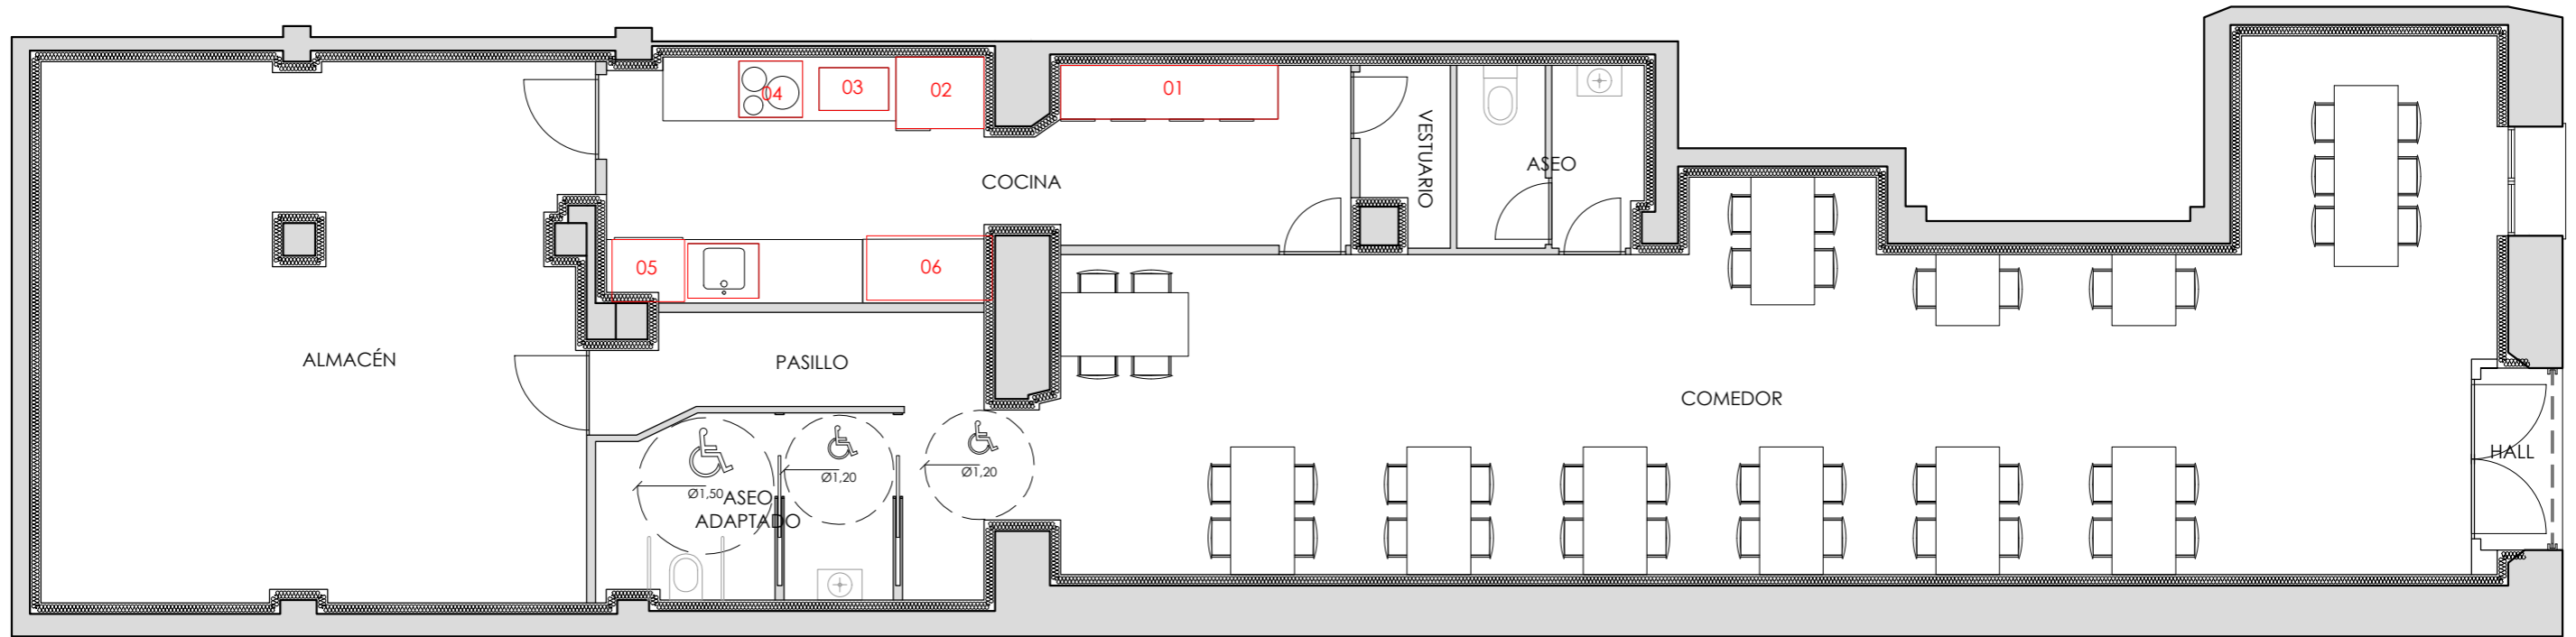 04
03
02
01
COCINA
VESTUARIO
ASEO
05
06
ALMACÉN
PASILLO
COMEDOR
HALL
Ø1,50
Ø1,20
Ø1,20
ASEO
ADAPTADO